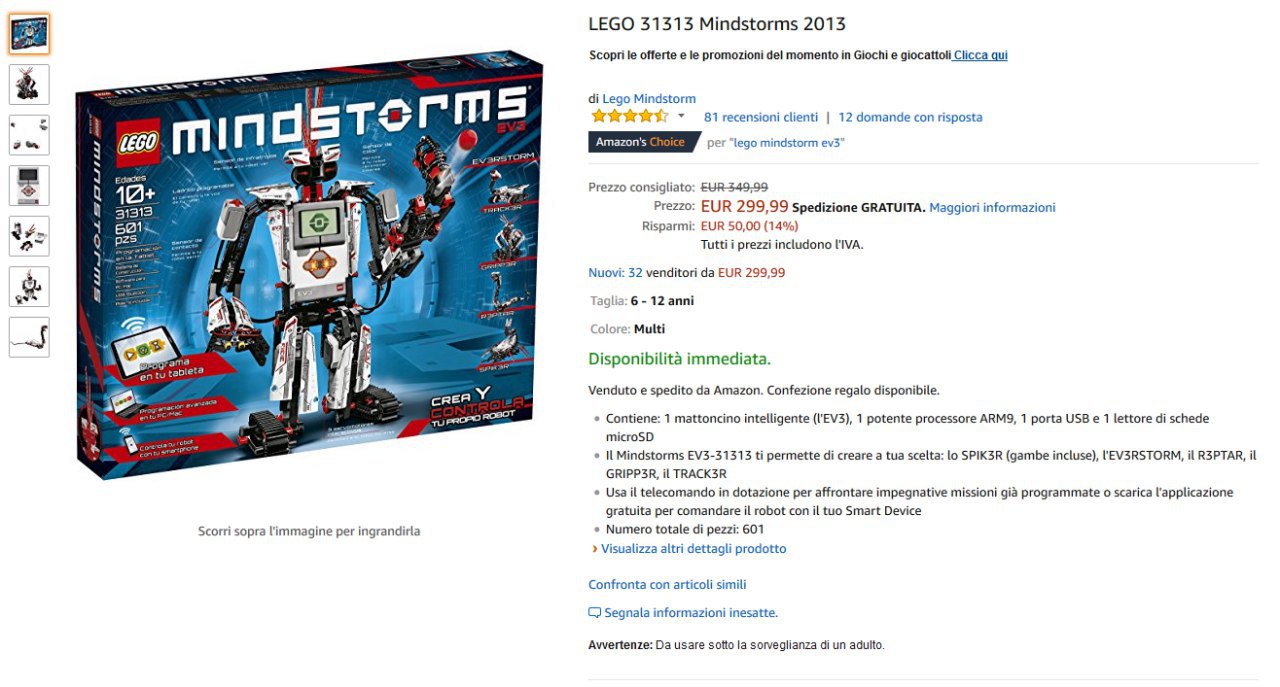 LEGO 31313 Mindstorms 2013
Scopri le offerte e le promozioni del momento in Giochi e giocattoli Clicca qui
di Lego Mindstorm
81 recensioni clienti | 12 domande con risposta
Amazon's Choice per "lego mindstorm ev3"
Prezzo consigliato: EUR 349,99
Prezzo: EUR 299,99 Spedizione GRATUITA. Maggiori informazioni
Risparmi: EUR 50,00 (14%)
Tutti i prezzi includono l'IVA.
Nuovi: 32 venditori da EUR 299,99
Taglia: 6 - 12 anni
Colore: Multi
Disponibilità immediata.
Venduto e spedito da Amazon. Confezione regalo disponibile.
Contiene: 1 mattoncino intelligente (l'EV3), 1 potente processore ARM9, 1 porta USB e 1 lettore di schede
microSD
Il Mindstorms EV3-31313 ti permette di creare a tua scelta: lo SPIK3R (gambe incluse), l'EV3RSTORM, il R3PTAR, il
GRIPP3R, il TRACK3R
Usa il telecomando in dotazione per affrontare impegnative missioni già programmate o scarica l'applicazione
gratuita per comandare il robot con il tuo Smart Device
Numero totale di pezzi: 601
› Visualizza altri dettagli prodotto
Confronta con articoli simili
Segnala informazioni inesatte.
Avvertenze: Da usare sotto la sorveglianza di un adulto.
LEGO
mindstorms
EV3
Edades
10+
31313
601
pzs
EV3RSTORM
TRACK3R
GRIPP3R
R3PTAR
SPIK3R
Programa
en tu tableta
Programación avanzada
en tu PC/Mac
Controla tu robot
con tu smartphone
CREA Y
CONTROLA
TU PROPIO ROBOT
Scorri sopra l'immagine per ingrandirla